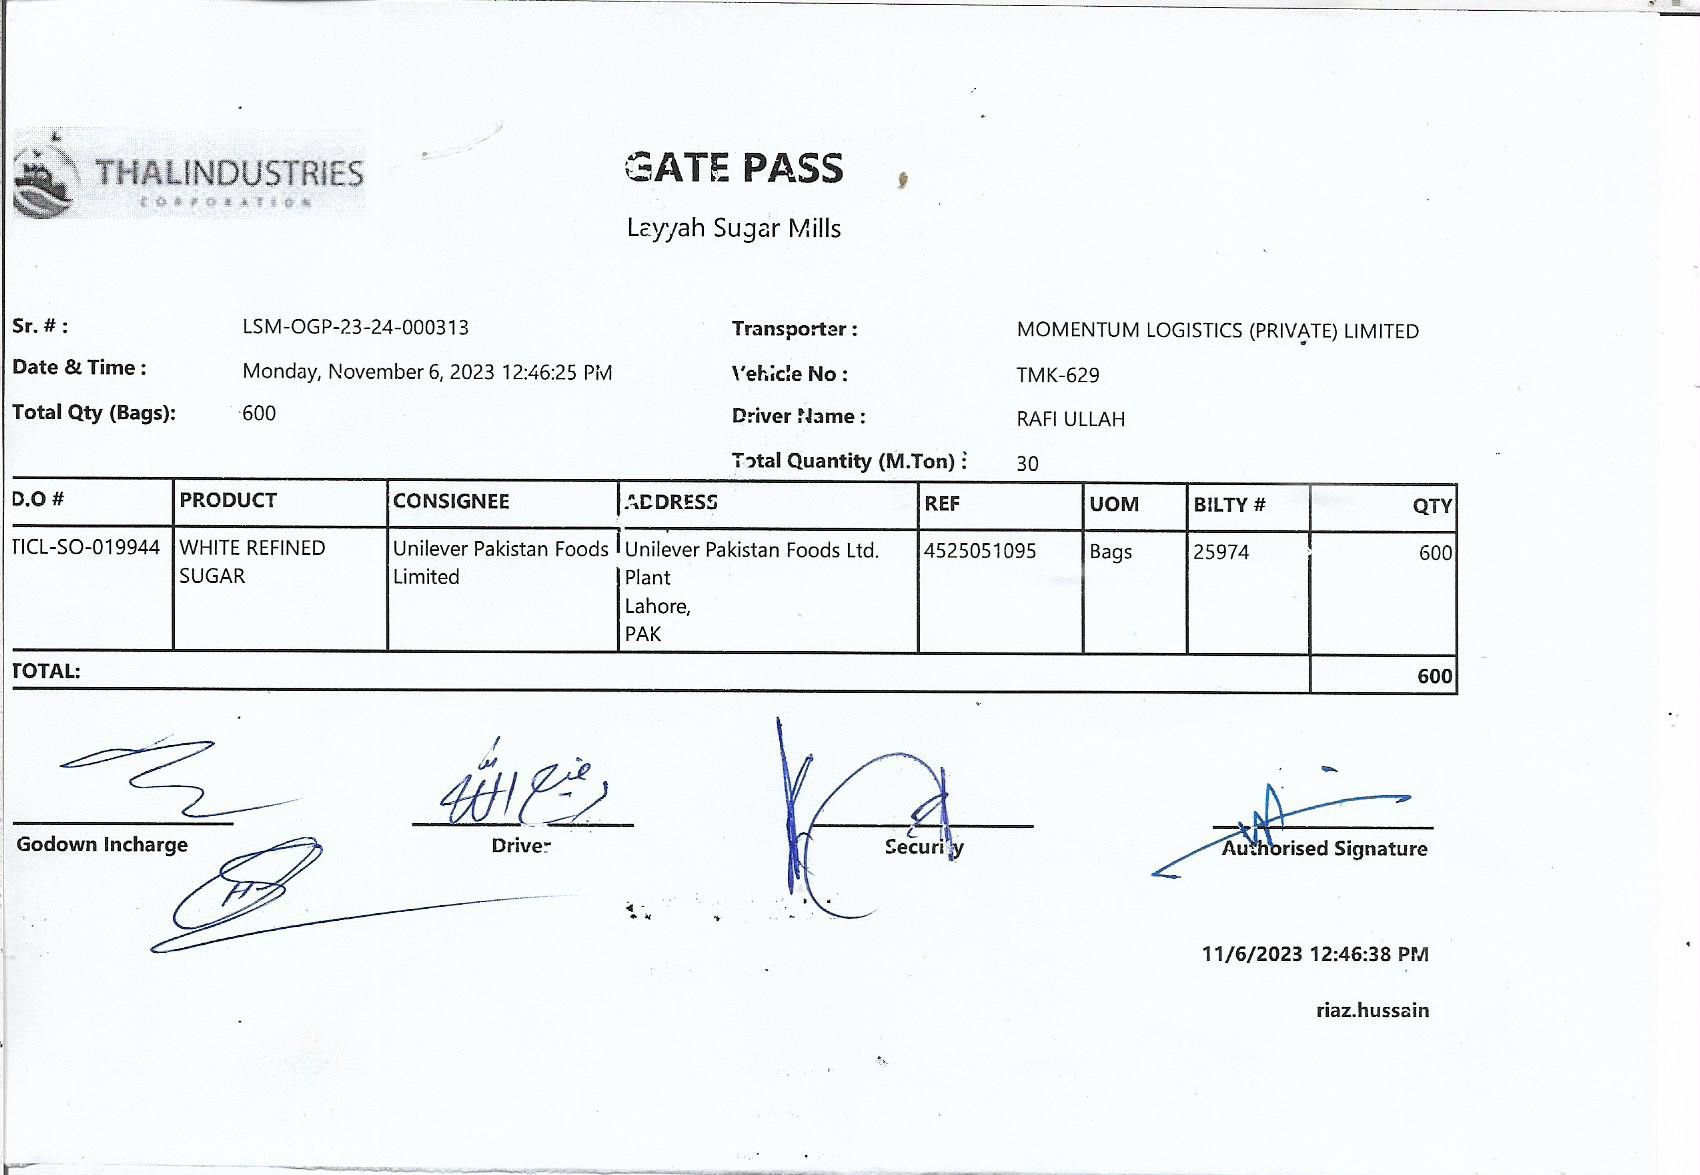 THALINDUSTRIES
CORPORATION
GATE PASS
Layyah Sugar Mills
Sr. # : LSM-OGP-23-24-000313
Transporter : MOMENTUM LOGISTICS (PRIVATE) LIMITED
Date & Time : Monday, November 6, 2023 12:46:25 PM
Vehicle No : TMK-629
Total Qty (Bags): 600
Driver Name : RAFI ULLAH
Total Quantity (M.Ton) : 30
D.O # PRODUCT CONSIGNEE ADDRESS REF UOM BILTY # QTY
TICL-SO-019944 WHITE REFINED Unilever Pakistan Foods Unilever Pakistan Foods Ltd. 4525051095 Bags 25974 600
SUGAR Limited Plant
Lahore,
PAK
TOTAL: 600
رفیع اللہ
Godown Incharge Driver Security Authorised Signature
11/6/2023 12:46:38 PM
riaz.hussain